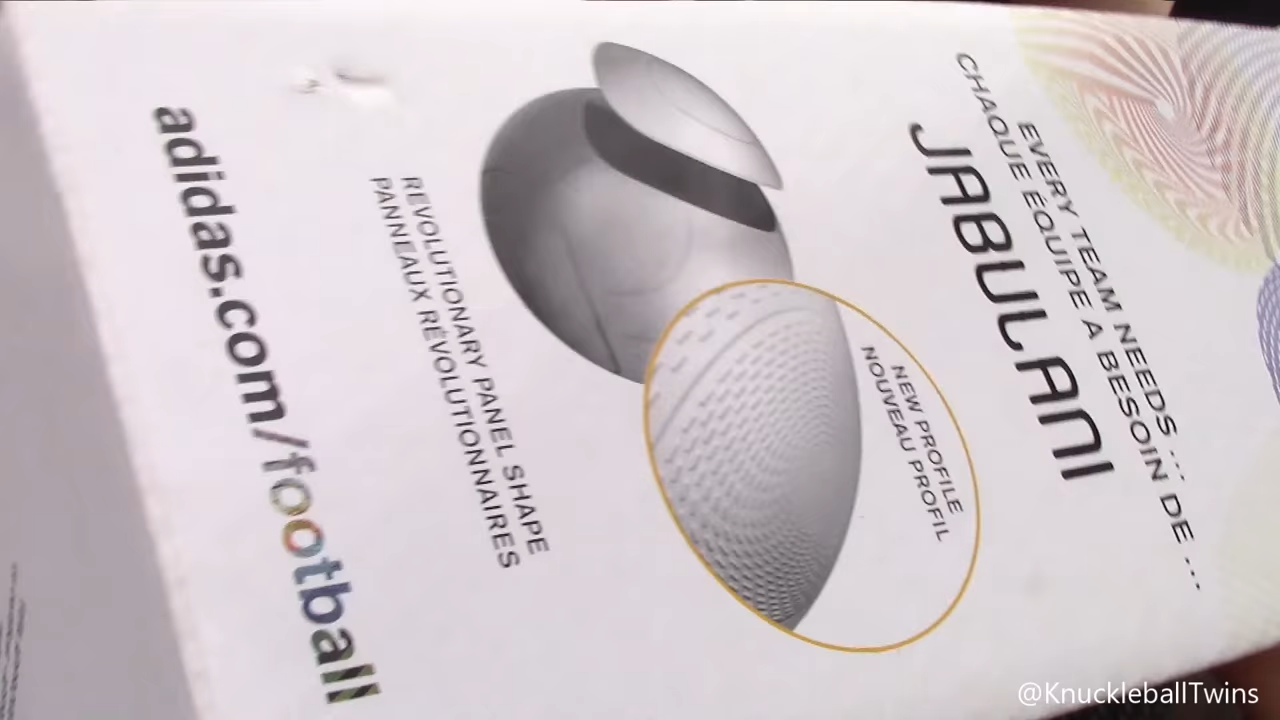 EVERY TEAM NEEDS ...
CHAQUE ÉQUIPE A BESOIN DE ...
JABULANI
NEW PROFILE
NOUVEAU PROFIL
REVOLUTIONARY PANEL SHAPE
PANNEAUX RÉVOLUTIONNAIRES
adidas.com/football
@KnuckleballTwins